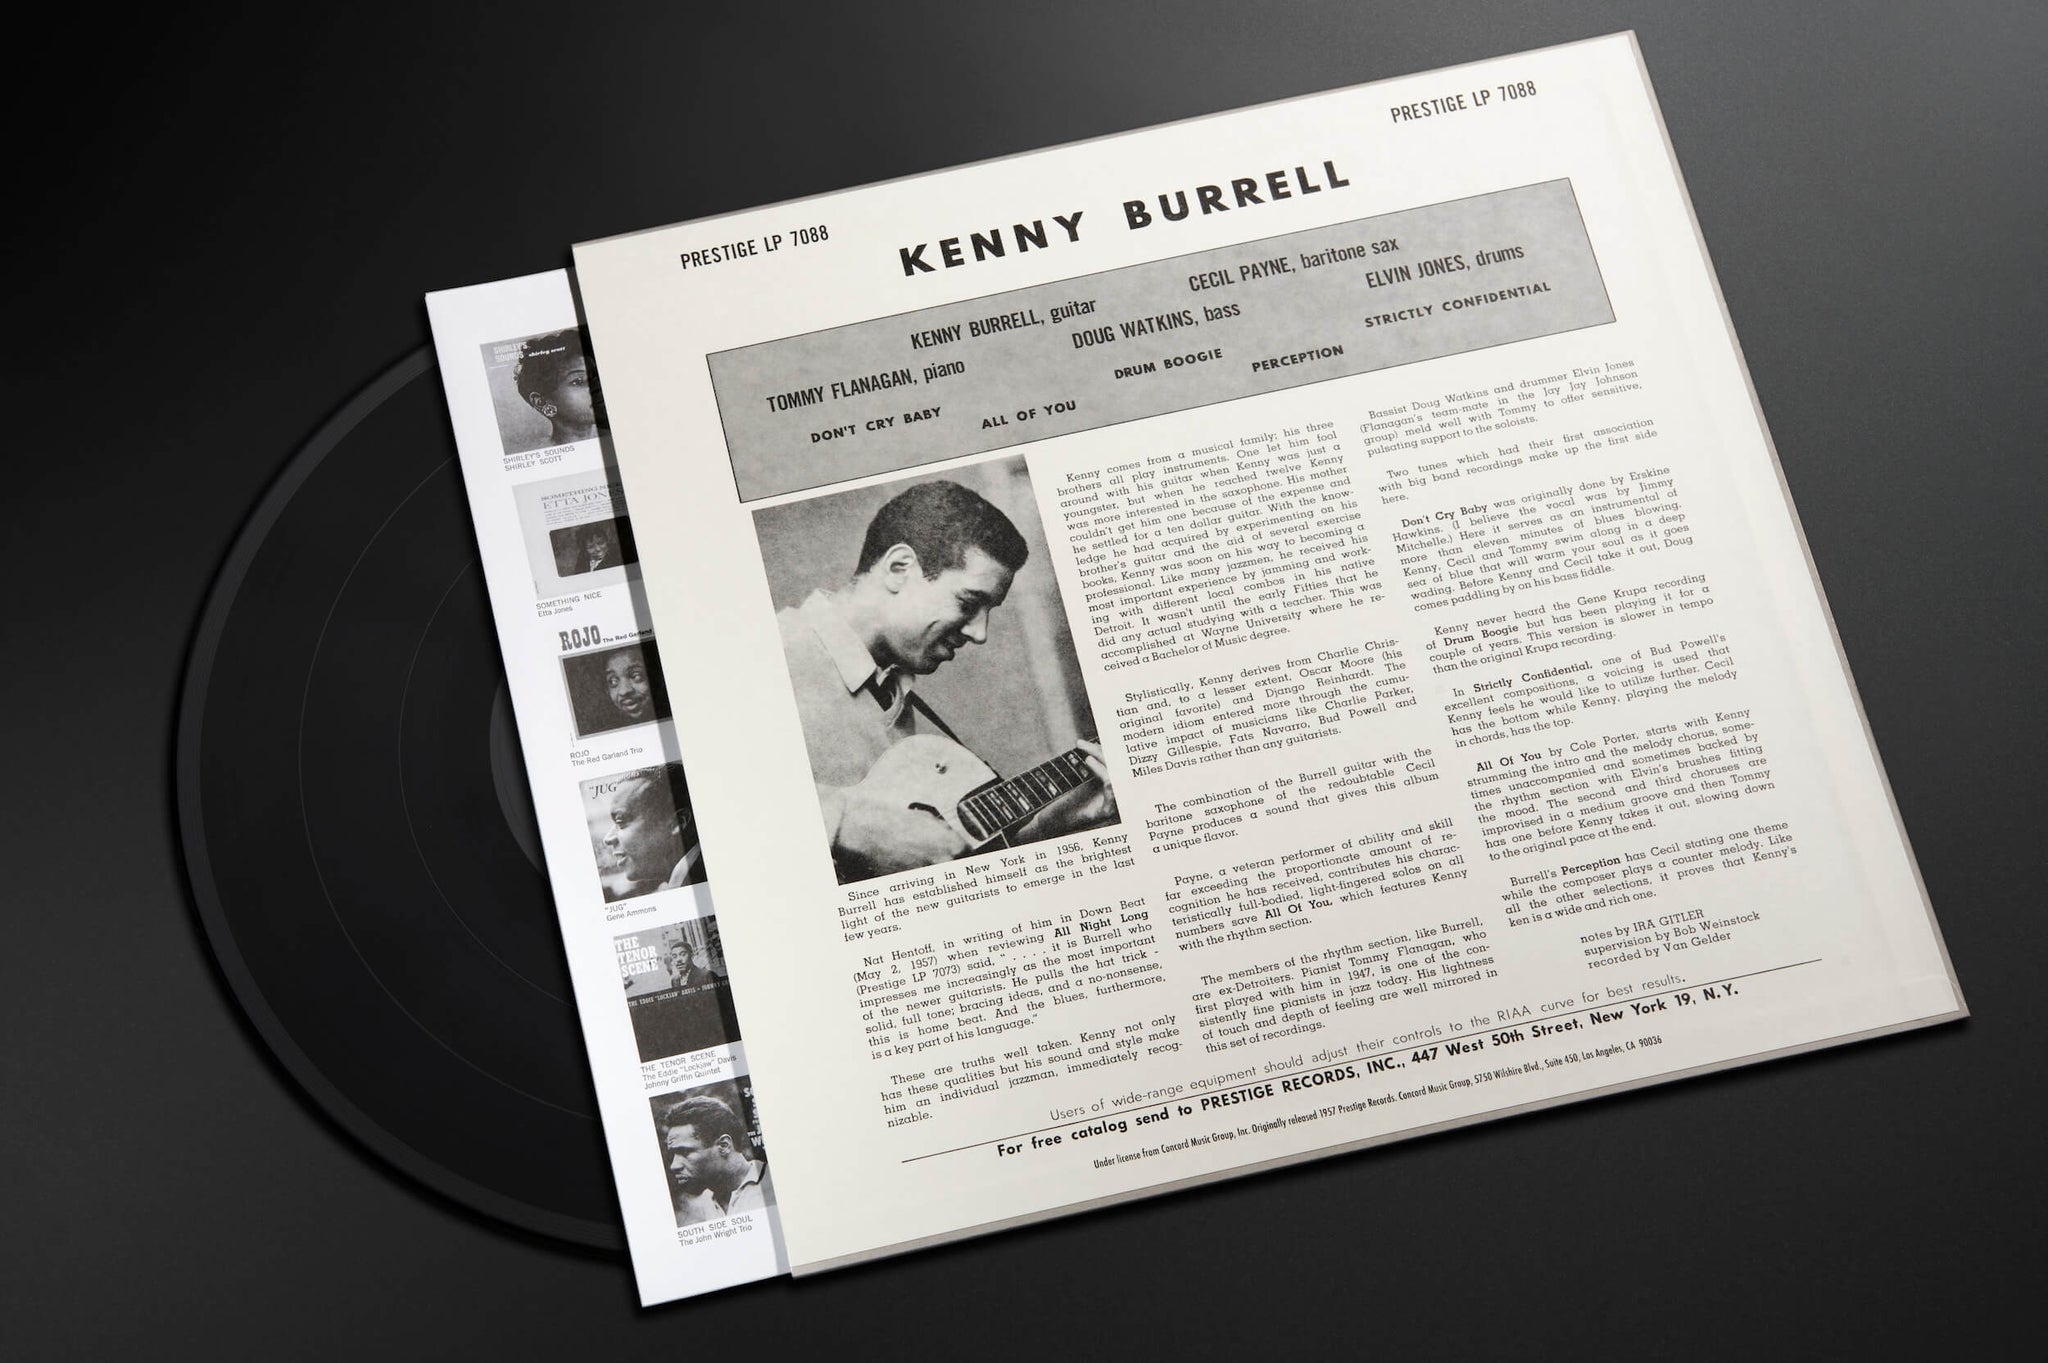 PRESTIGE LP 7088
PRESTIGE LP 7088
KENNY BURRELL
KENNY BURRELL, guitar
CECIL PAYNE, baritone sax
TOMMY FLANAGAN, piano
DOUG WATKINS, bass
ELVIN JONES, drums
DON'T CRY BABY
ALL OF YOU
DRUM BOOGIE
PERCEPTION
STRICTLY CONFIDENTIAL
Since arriving in New York in 1956, Kenny
Burrell has established himself as the brightest
light of the new guitarists to emerge in the last
few years.
Nat Hentoff, in writing of him in Down Beat
(May 2, 1957) when reviewing All Night Long
(Prestige LP 7073) said, " . . . . . it is Burrell who
impresses me increasingly as the most important
of the newer guitarists. He pulls the hat trick -
solid, full tone; bracing ideas, and a no-nonsense,
this is home beat. And the blues, furthermore,
is a key part of his language."
These are truths well taken. Kenny not only
has these qualities but his sound and style make
him an individual jazzman, immediately recog-
nizable.
Kenny comes from a musical family; his three
brothers all play instruments. One let him fool
around with his guitar when Kenny was just a
youngster, but when he reached twelve Kenny
was more interested in the saxophone. His mother
couldn't get him one because of the expense and
he settled for a ten dollar guitar. With the know-
ledge he had acquired by experimenting on his
brother's guitar and the aid of several exercise
books, Kenny was soon on his way to becoming a
professional. Like many jazzmen, he received his
most important experience by jamming and work-
ing with different local combos in his native
Detroit. It wasn't until the early Fifties that he
did any actual studying with a teacher. This was
accomplished at Wayne University where he re-
ceived a Bachelor of Music degree.
Stylistically, Kenny derives from Charlie Chris-
tian and, to a lesser extent, Oscar Moore (his
original favorite) and Django Reinhardt. The
modern idiom entered more through the cumu-
lative impact of musicians like Charlie Parker,
Dizzy Gillespie, Fats Navarro, Bud Powell and
Miles Davis rather than any guitarists.
The combination of the Burrell guitar with the
baritone saxophone of the redoubtable Cecil
Payne produces a sound that gives this album
a unique flavor.
Payne, a veteran performer of ability and skill
far exceeding the proportionate amount of re-
cognition he has received, contributes his charac-
teristically full-bodied, light-fingered solos on all
numbers save All Of You, which features Kenny
with the rhythm section.
The members of the rhythm section, like Burrell,
are ex-Detroiters. Pianist Tommy Flanagan, who
first played with him in 1947, is one of the con-
sistently fine pianists in jazz today. His lightness
of touch and depth of feeling are well mirrored in
this set of recordings.
Bassist Doug Watkins and drummer Elvin Jones
(Flanagan's team-mate in the Jay Jay Johnson
group) meld well with Tommy to offer sensitive,
pulsating support to the soloists.
Two tunes which had their first association
with big band recordings make up the first side
here.
Don't Cry Baby was originally done by Erskine
Hawkins. (I believe the vocal was by Jimmy
Mitchelle.) Here it serves as an instrumental of
more than eleven minutes of blues blowing.
Kenny, Cecil and Tommy swim along in a deep
sea of blue that will warm your soul as it goes
wading. Before Kenny and Cecil take it out, Doug
comes paddling by on his bass fiddle.
Kenny never heard the Gene Krupa recording
of Drum Boogie but has been playing it for a
couple of years. This version is slower in tempo
than the original Krupa recording.
In Strictly Confidential, one of Bud Powell's
excellent compositions, a voicing is used that
Kenny feels he would like to utilize further. Cecil
has the bottom while Kenny, playing the melody
in chords, has the top.
All Of You by Cole Porter, starts with Kenny
strumming the intro and the melody chorus, some-
times unaccompanied and sometimes backed by
the rhythm section with Elvin's brushes fitting
the mood. The second and third choruses are
improvised in a medium groove and then Tommy
has one before Kenny takes it out, slowing down
to the original pace at the end.
Burrell's Perception has Cecil stating one theme
while the composer plays a counter melody. Like
all the other selections, it proves that Kenny's
ken is a wide and rich one.
notes by IRA GITLER
supervision by Bob Weinstock
recorded by Van Gelder
Users of wide-range equipment should adjust their controls to the RIAA curve for best results.
For free catalog send to PRESTIGE RECORDS, INC., 447 West 50th Street, New York 19, N.Y.
Under license from Concord Music Group, Inc. Originally released 1957 Prestige Records. Concord Music Group, 5750 Wilshire Blvd., Suite 450, Los Angeles, CA 90036
SHIRLEY'S
SOUNDS shirley scott
SHIRLEY'S SOUNDS
SHIRLEY SCOTT
SOMETHING
ETTA JON
SOMETHING NICE
Etta Jones
ROJO The Red Garland
ROJO
The Red Garland Trio
"JUG"
"JUG"
Gene Ammons
THE
TENOR
SCENE
THE EDDIE "LOCKJAW" DAVIS - JOHNNY
THE TENOR SCENE
The Eddie "Lockjaw" Davis
Johnny Griffin Quintet
SOUTH SIDE SOUL
The John Wright Trio